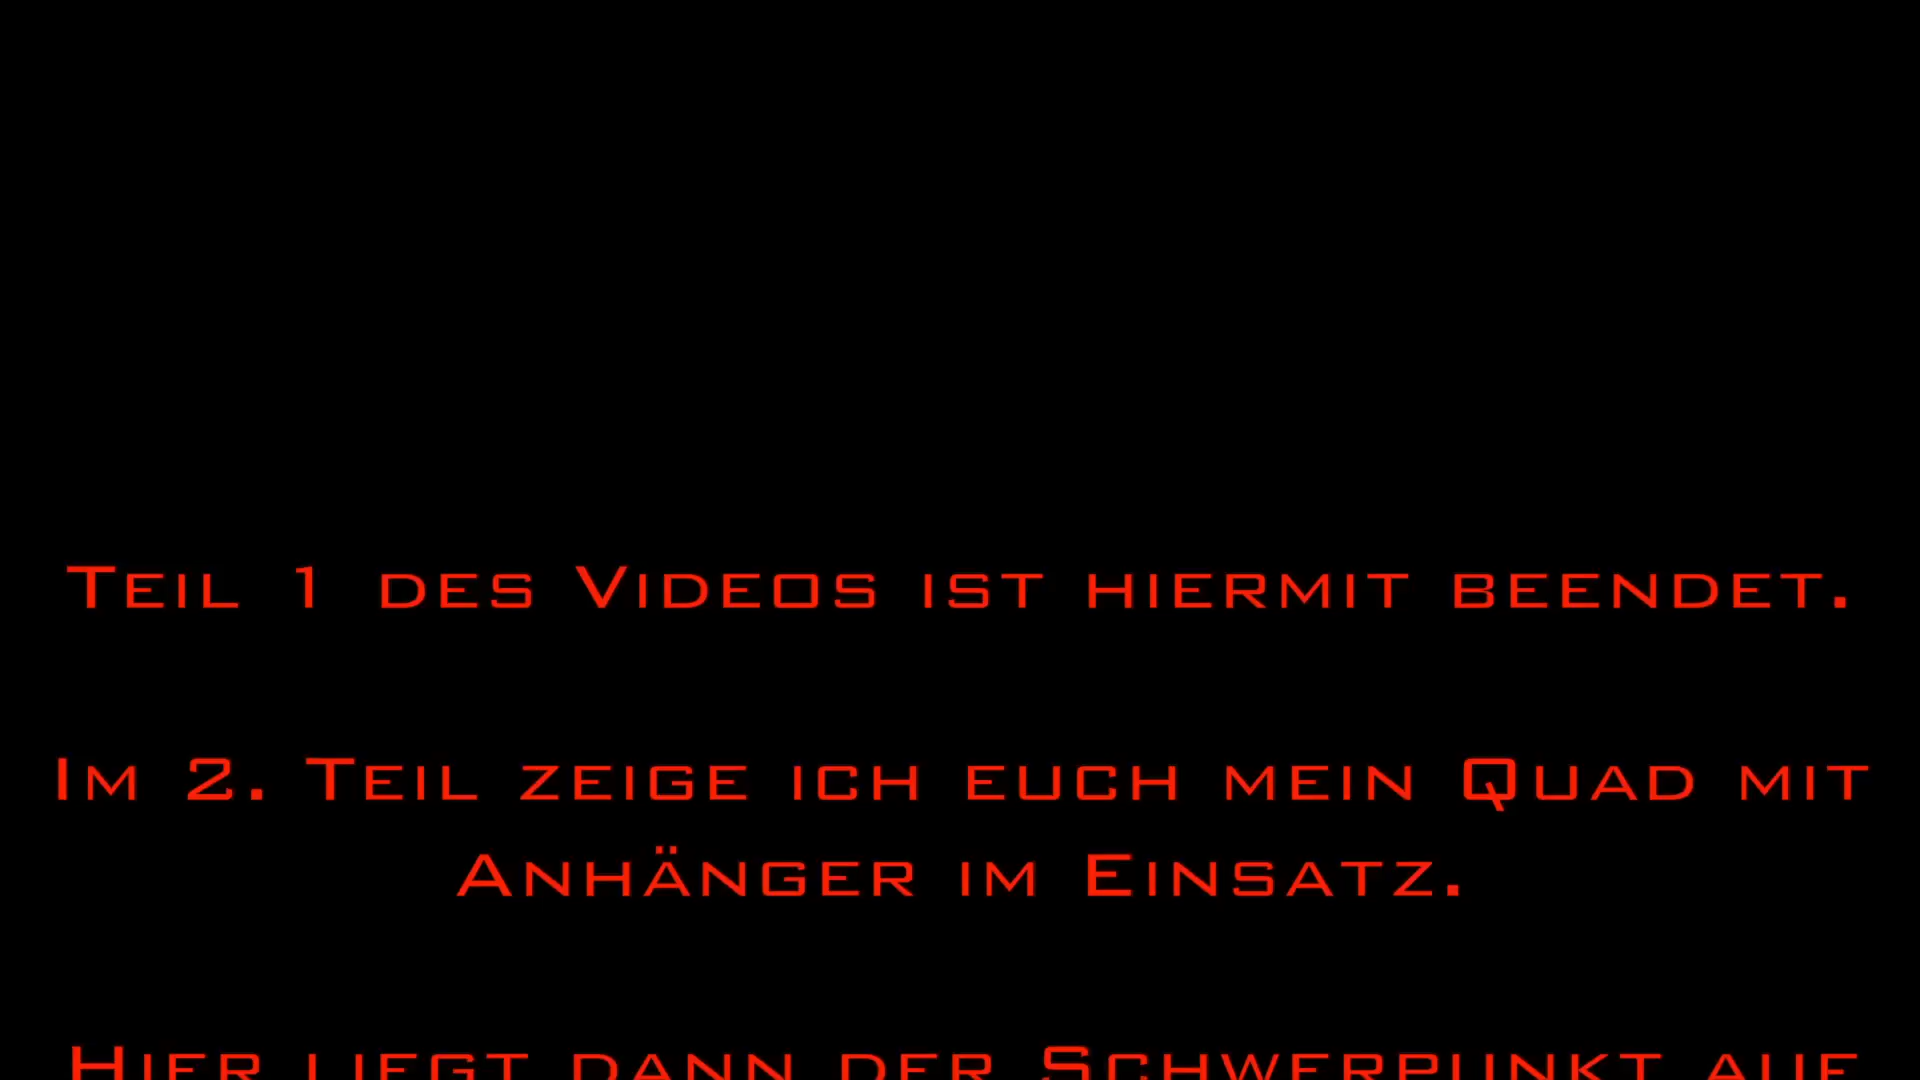 Teil 1 des Videos ist hiermit beendet.
Im 2. Teil zeige ich euch mein Quad mit
Anhänger im Einsatz.
Hier liegt dann der Schwerpunkt auf